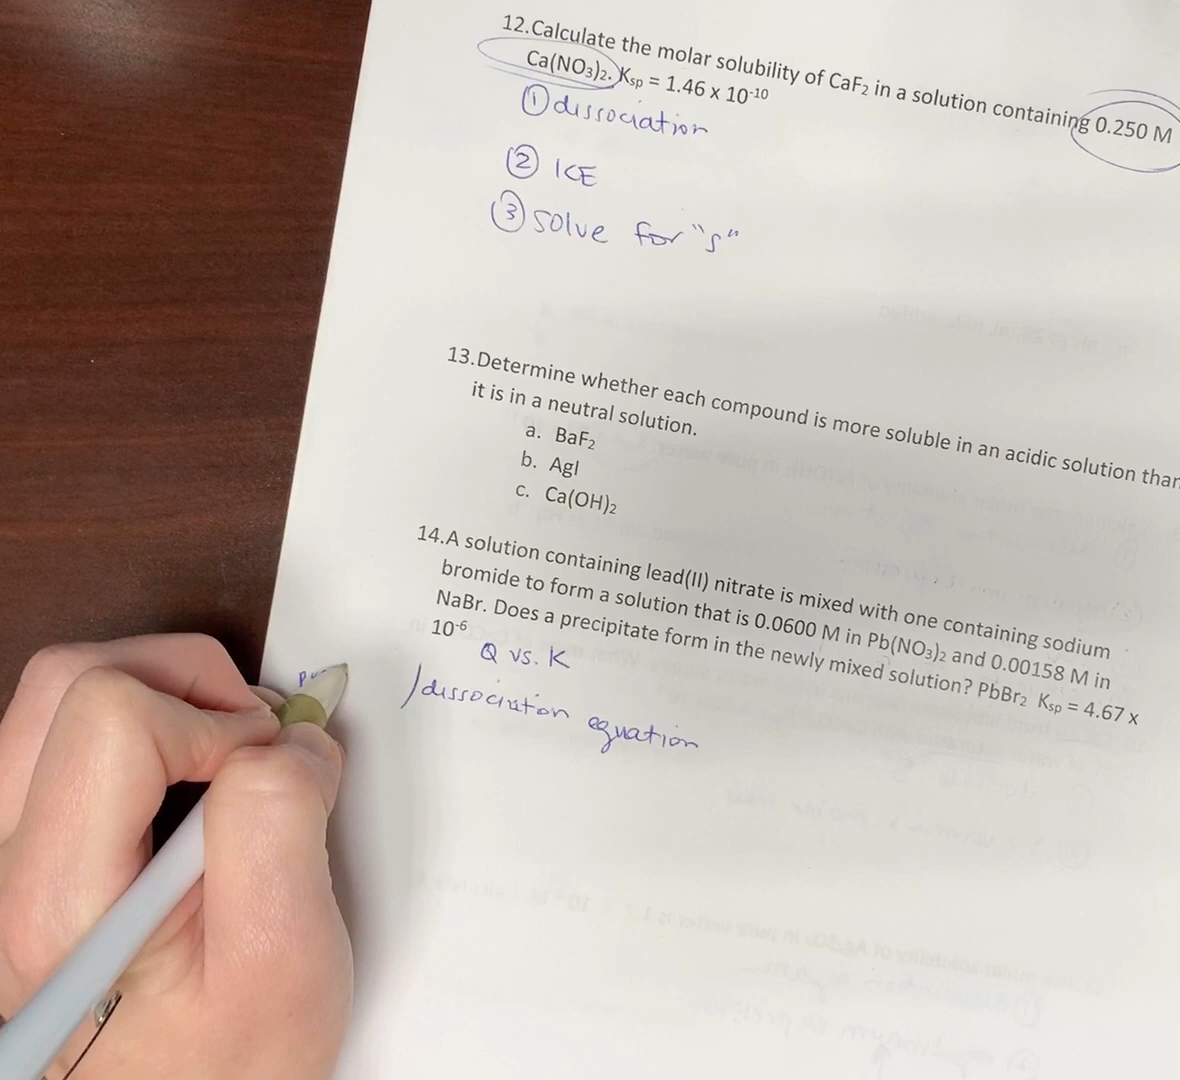 12.Calculate the molar solubility of CaF₂ in a solution containing 0.250 M
Ca(NO₃)₂. Kₛₚ = 1.46 x 10⁻¹⁰
① dissociation
② ICE
③ solve for "s"
13.Determine whether each compound is more soluble in an acidic solution than
it is in a neutral solution.
a. BaF₂
b. AgI
c. Ca(OH)₂
14.A solution containing lead(II) nitrate is mixed with one containing sodium
bromide to form a solution that is 0.0600 M in Pb(NO₃)₂ and 0.00158 M in
NaBr. Does a precipitate form in the newly mixed solution? PbBr₂ Kₛₚ = 4.67 x
10⁻⁶
Q vs. K
dissociation equation